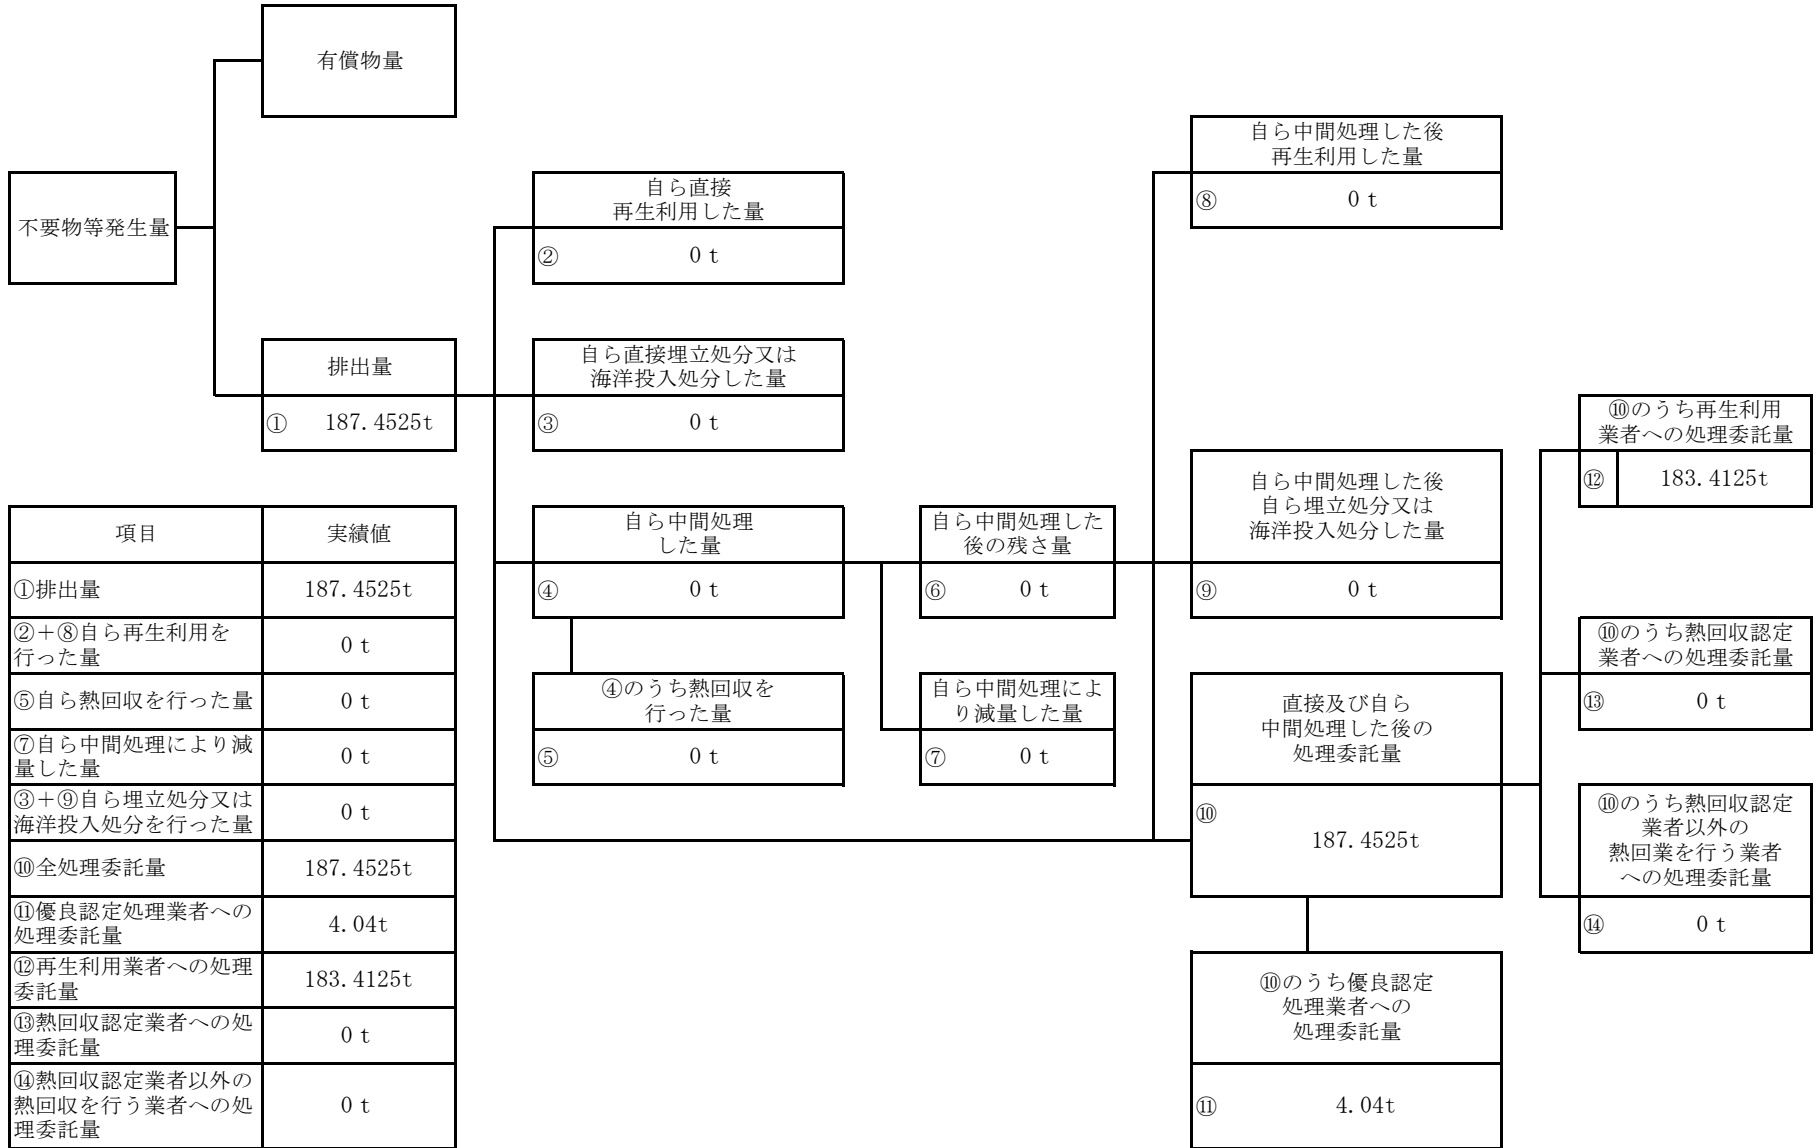 有償物量
不要物等発生量
排出量
① 187.4525t
自ら直接
再生利用した量
② 0 t
自ら直接埋立処分又は
海洋投入処分した量
③ 0 t
自ら中間処理
した量
④ 0 t
④のうち熱回収を
行った量
⑤ 0 t
自ら中間処理した
後の残さ量
⑥ 0 t
自ら中間処理によ
り減量した量
⑦ 0 t
自ら中間処理した後
再生利用した量
⑧ 0 t
自ら中間処理した後
自ら埋立処分又は
海洋投入処分した量
⑨ 0 t
直接及び自ら
中間処理した後の
処理委託量
⑩
187.4525t
⑩のうち優良認定
処理業者への
処理委託量
⑪ 4.04t
⑩のうち再生利用
業者への処理委託量
⑫ 183.4125t
⑩のうち熱回収認定
業者への処理委託量
⑬ 0 t
⑩のうち熱回収認定
業者以外の
熱回業を行う業者
への処理委託量
⑭ 0 t
項目 実績値
①排出量 187.4525t
②＋⑧自ら再生利用を
行った量 0 t
⑤自ら熱回収を行った量 0 t
⑦自ら中間処理により減
量した量 0 t
③＋⑨自ら埋立処分又は
海洋投入処分を行った量 0 t
⑩全処理委託量 187.4525t
⑪優良認定処理業者への
処理委託量 4.04t
⑫再生利用業者への処理
委託量 183.4125t
⑬熱回収認定業者への処
理委託量 0 t
⑭熱回収認定業者以外の
熱回収を行う業者への処
理委託量 0 t